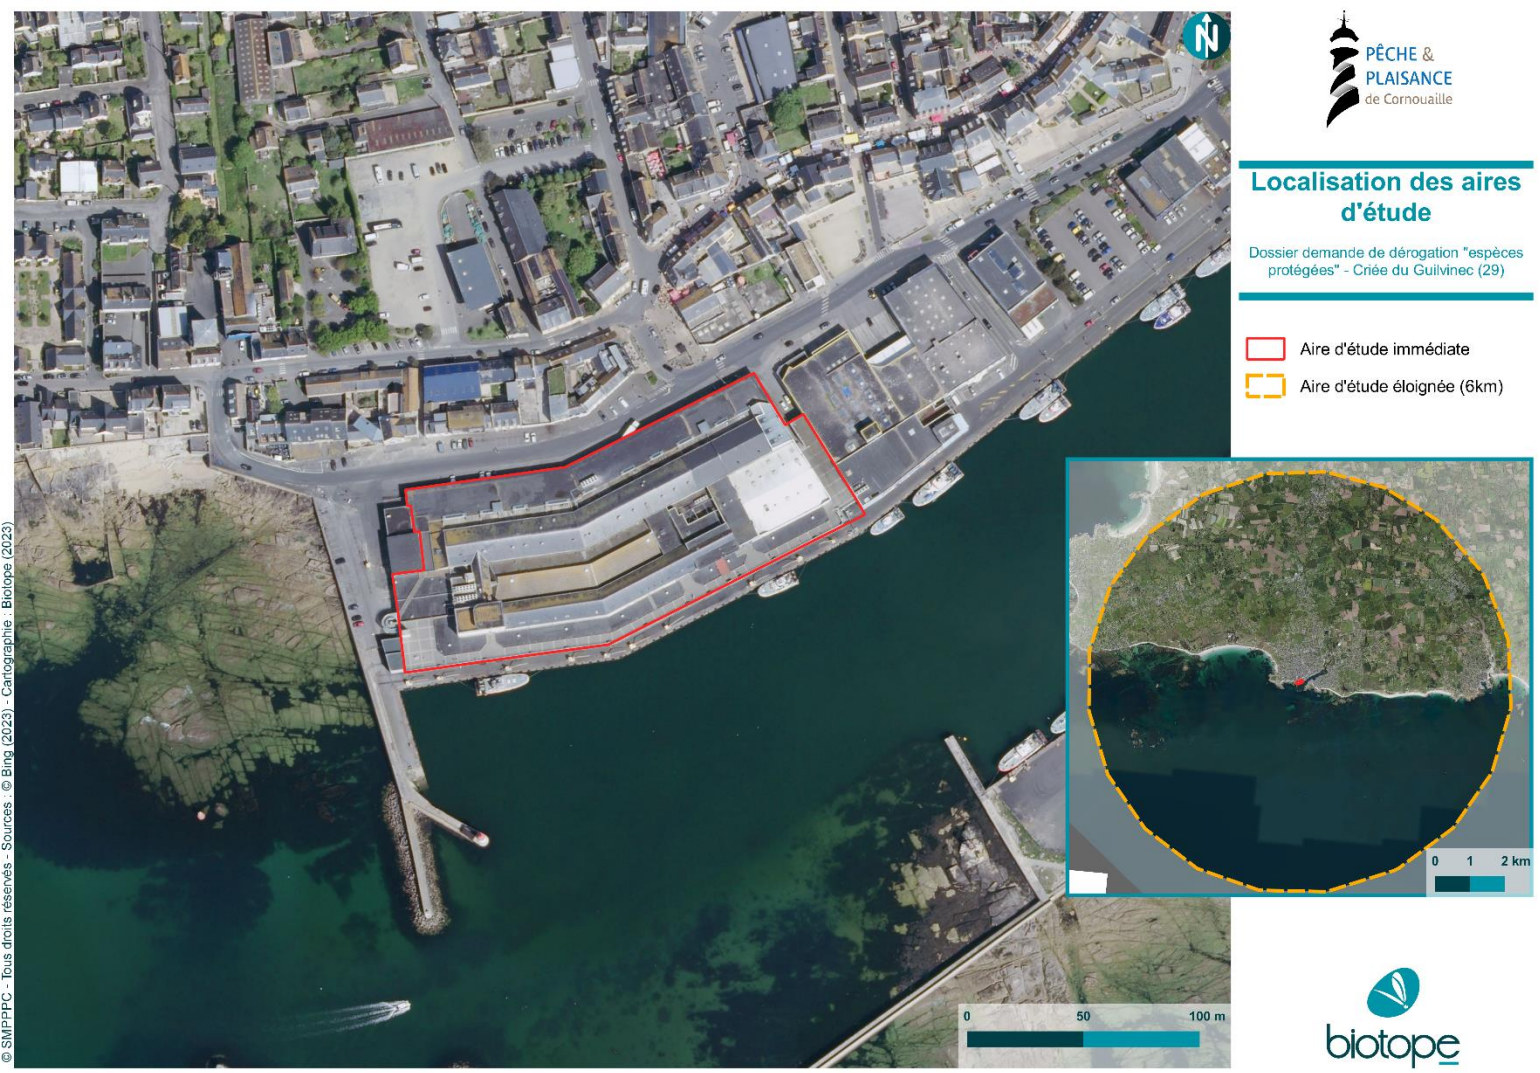 N
PÊCHE &
PLAISANCE
de Cornouaille
Localisation des aires
d'étude
Dossier demande de dérogation "espèces
protégées" - Criée du Guilvinec (29)
Aire d'étude immédiate
Aire d'étude éloignée (6km)
0 1 2 km
0 50 100 m
biotope
© SMPPPC - Tous droits réservés - Sources : © Bing (2023) - Cartographie : Biotope (2023)